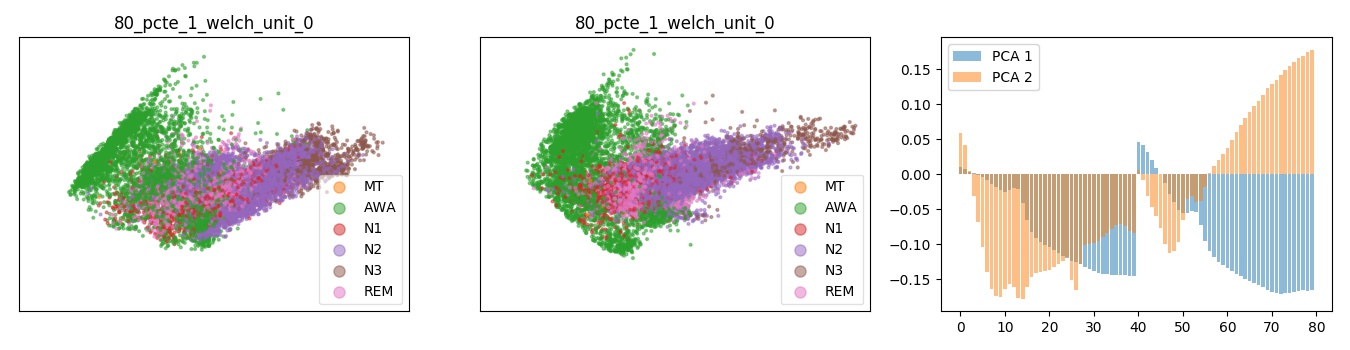 80_pcte_1_welch_unit_0
MT
AWA
N1
N2
N3
REM
80_pcte_1_welch_unit_0
MT
AWA
N1
N2
N3
REM
PCA 1
PCA 2
0.15
0.10
0.05
0.00
−0.05
−0.10
−0.15
0 10 20 30 40 50 60 70 80